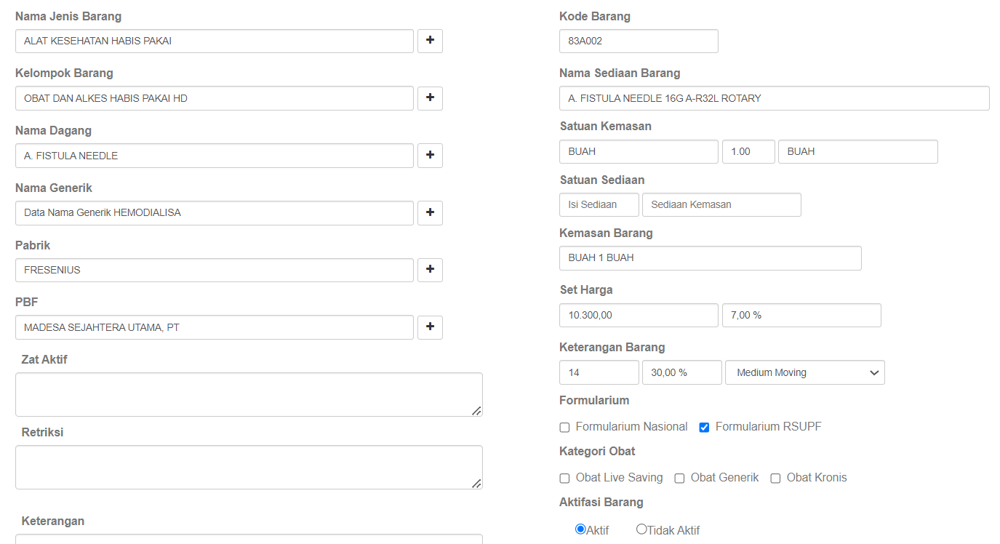 Nama Jenis Barang
ALAT KESEHATAN HABIS PAKAI
+
Kelompok Barang
OBAT DAN ALKES HABIS PAKAI HD
+
Nama Dagang
A. FISTULA NEEDLE
+
Nama Generik
Data Nama Generik HEMODIALISA
+
Pabrik
FRESENIUS
+
PBF
MADESA SEJAHTERA UTAMA, PT
+
Zat Aktif
Retriksi
Keterangan
Kode Barang
83A002
Nama Sediaan Barang
A. FISTULA NEEDLE 16G A-R32L ROTARY
Satuan Kemasan
BUAH 1.00 BUAH
Satuan Sediaan
Isi Sediaan Sediaan Kemasan
Kemasan Barang
BUAH 1 BUAH
Set Harga
10.300,00 7,00 %
Keterangan Barang
14 30,00 % Medium Moving
Formularium
Formularium Nasional Formularium RSUPF
Kategori Obat
Obat Live Saving Obat Generik Obat Kronis
Aktifasi Barang
Aktif Tidak Aktif